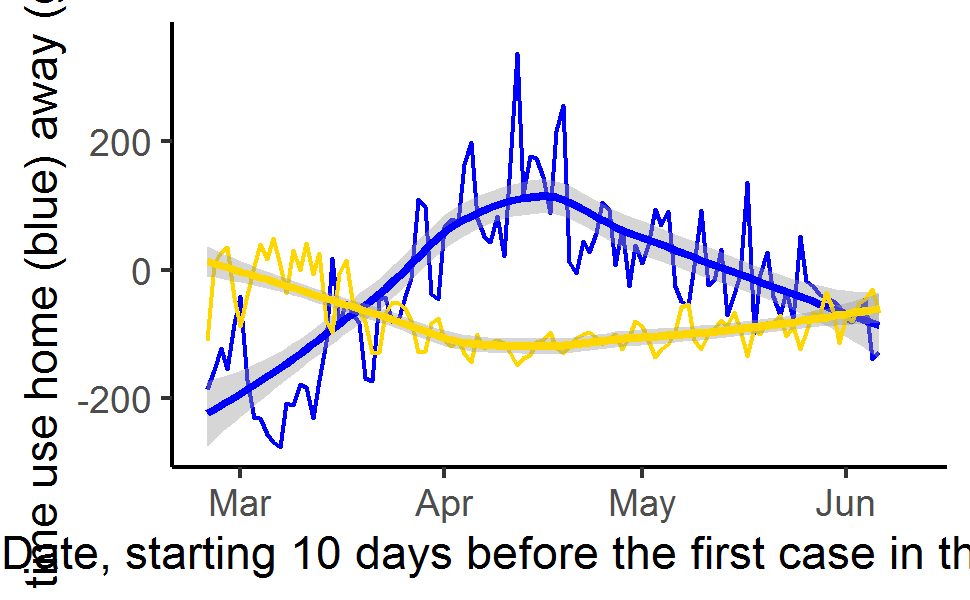 time use home (blue) away (
200
0
-200
Mar Apr May Jun
Date, starting 10 days before the first case in th